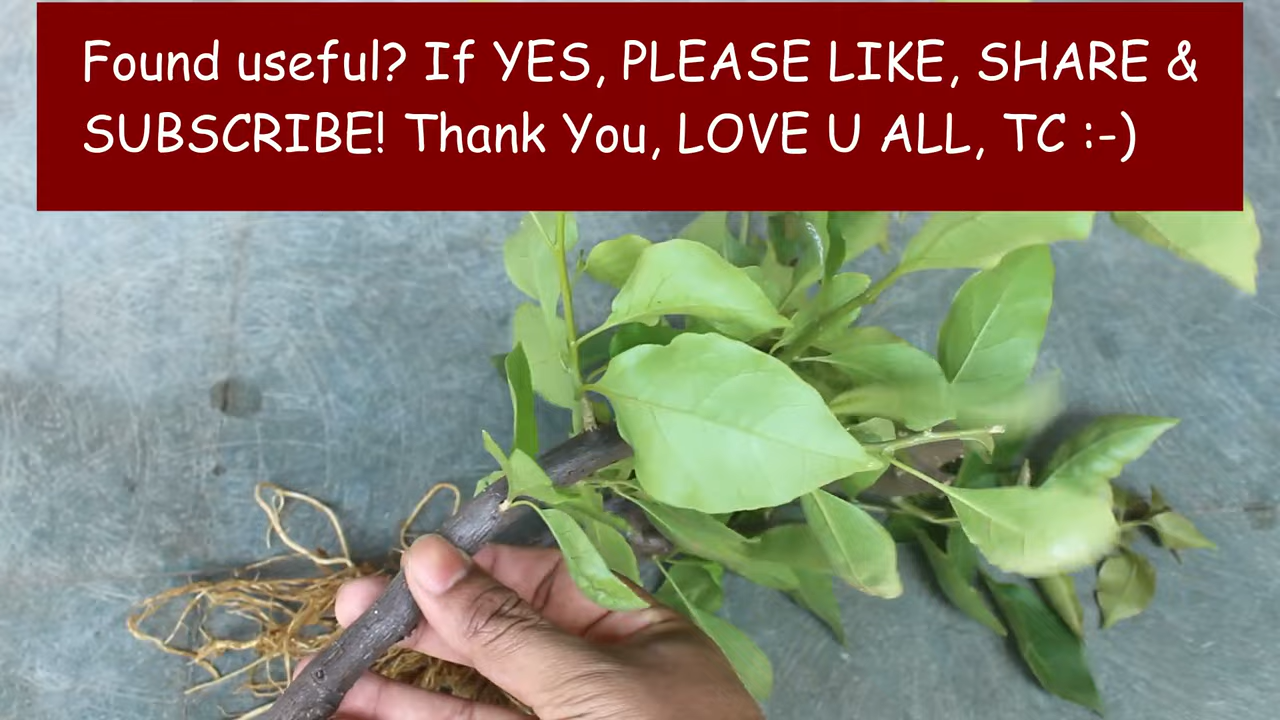 Found useful? If YES, PLEASE LIKE, SHARE &
SUBSCRIBE! Thank You, LOVE U ALL, TC :-)